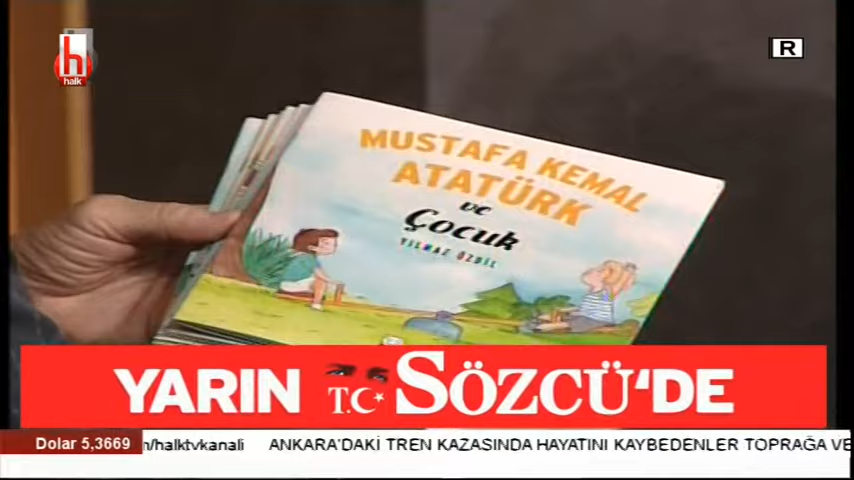 h
halk
R
MUSTAFA KEMAL
ATATÜRK
ve
Çocuk
YILMAZ ÖZDİL
YARIN T.C. SÖZCÜ'DE
Dolar 5,3669 n/halktvkanali ANKARA'DAKİ TREN KAZASINDA HAYATINI KAYBEDENLER TOPRAĞA VE